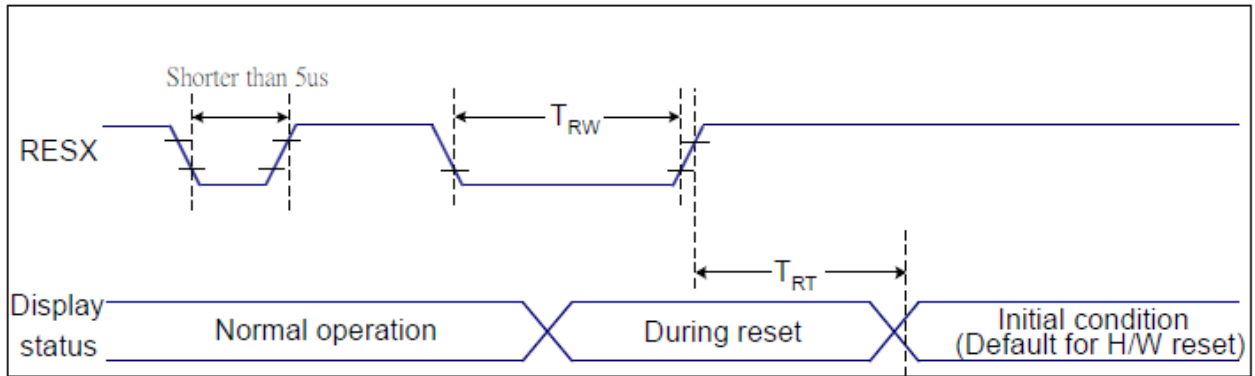 Shorter than 5us
RESX
TRW
TRT
Display
status
Normal operation
During reset
Initial condition
(Default for H/W reset)